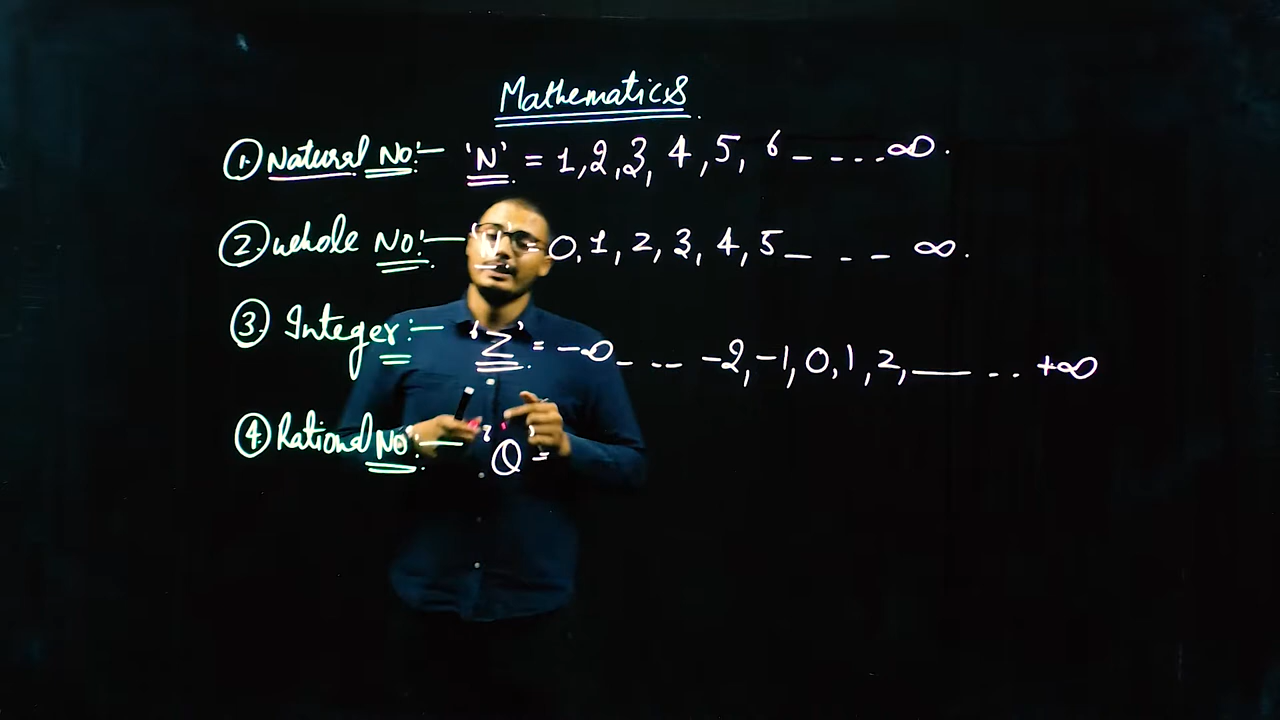 Mathematics
1. Natural No:- 'N' = 1, 2, 3, 4, 5, 6 - - - . . ∞.
2. whole No:- = 0, 1, 2, 3, 4, 5 - - - ∞.
3. Integer:- 'Z' = -∞ - - - -2, -1, 0, 1, 2, — . . +∞
4. Rational No:- 'Q' =